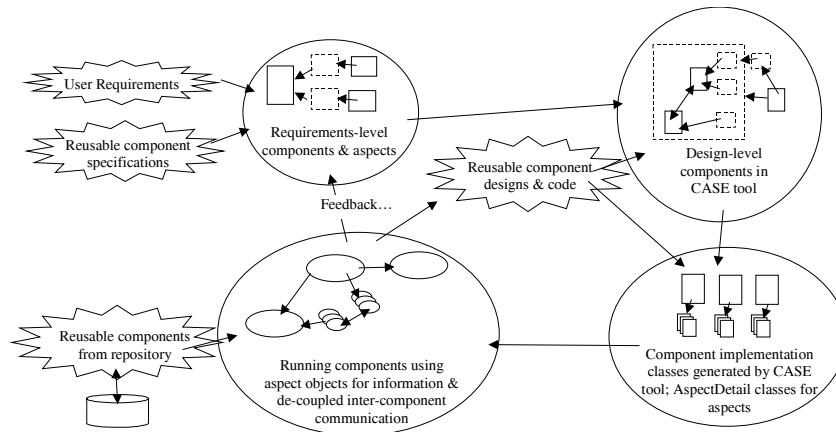 User Requirements
Reusable component
specifications
Requirements-level
components & aspects
Reusable component
designs & code
Design-level
components in
CASE tool
Feedback…
Reusable components
from repository
Running components using
aspect objects for information &
de-coupled inter-component
communication
Component implementation
classes generated by CASE
tool; AspectDetail classes for
aspects